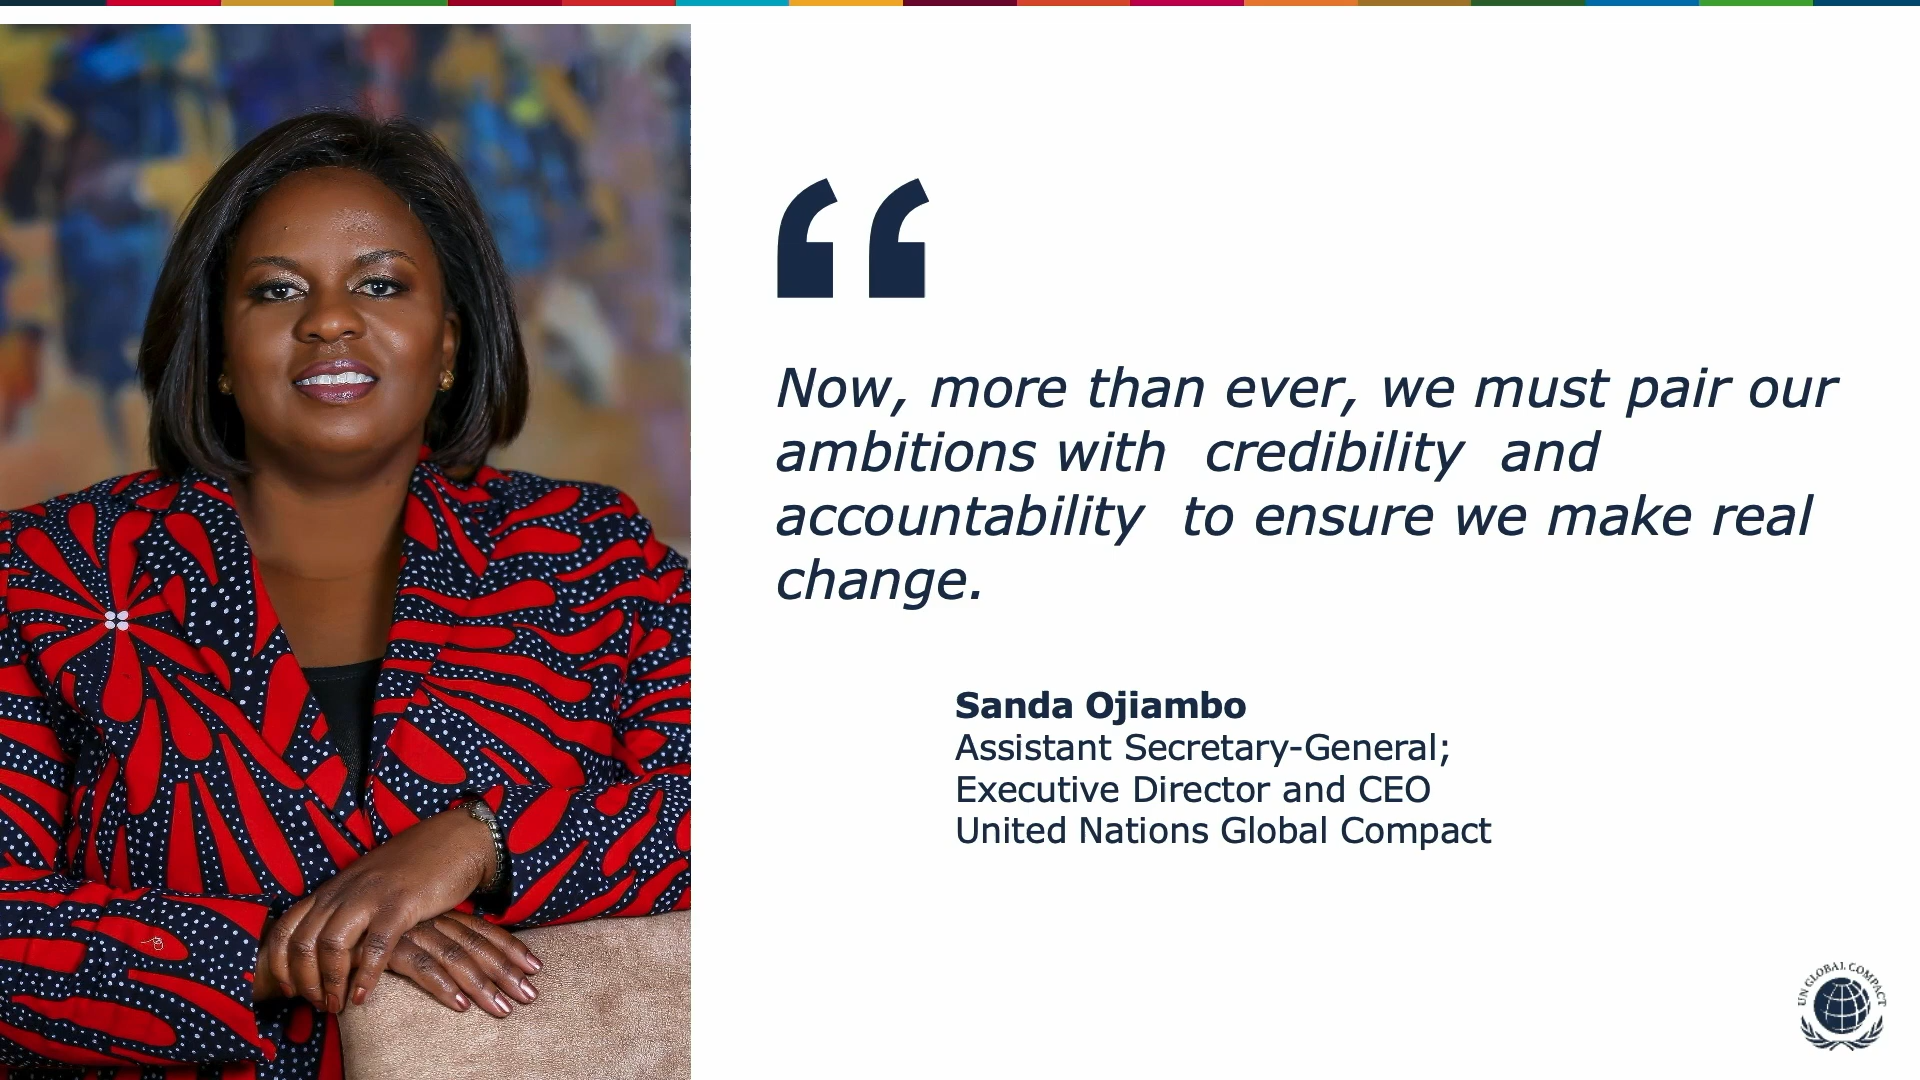 Now, more than ever, we must pair our
ambitions with credibility and
accountability to ensure we make real
change.
Sanda Ojiambo
Assistant Secretary-General;
Executive Director and CEO
United Nations Global Compact
UN GLOBAL COMPACT